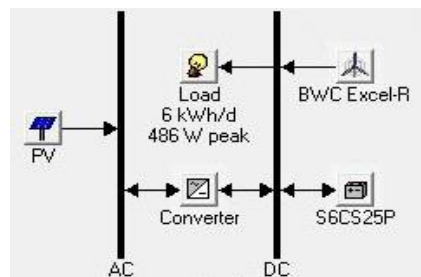 Load
6 kWh/d
486 W peak
BWC Excel-R
PV
Converter
S6CS25P
AC
DC